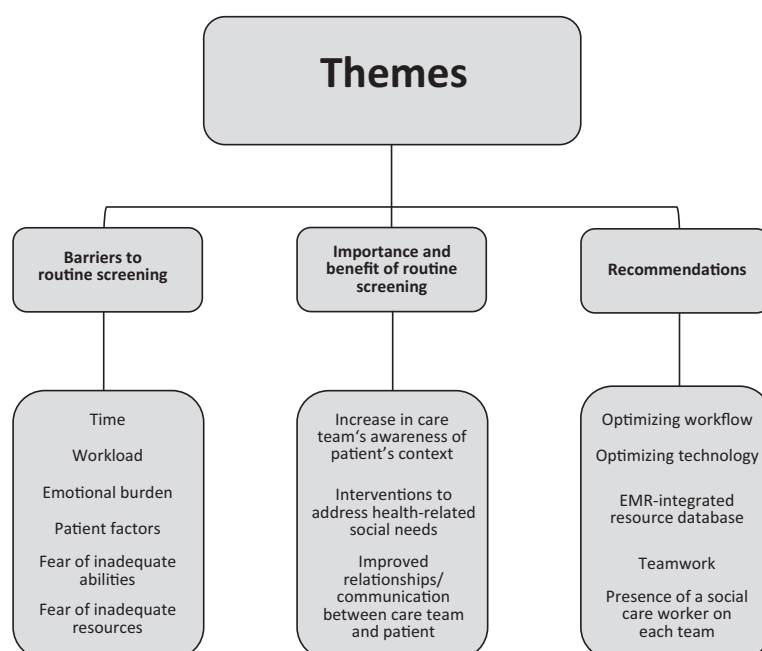 Themes
Barriers to
routine screening
Importance and
benefit of routine
screening
Recommendations
Time
Workload
Emotional burden
Patient factors
Fear of inadequate
abilities
Fear of inadequate
resources
Increase in care
team‘s awareness of
patient’s context
Interventions to
address health-related
social needs
Improved
relationships/
communication
between care team
and patient
Optimizing workflow
Optimizing technology
EMR-integrated
resource database
Teamwork
Presence of a social
care worker on
each team